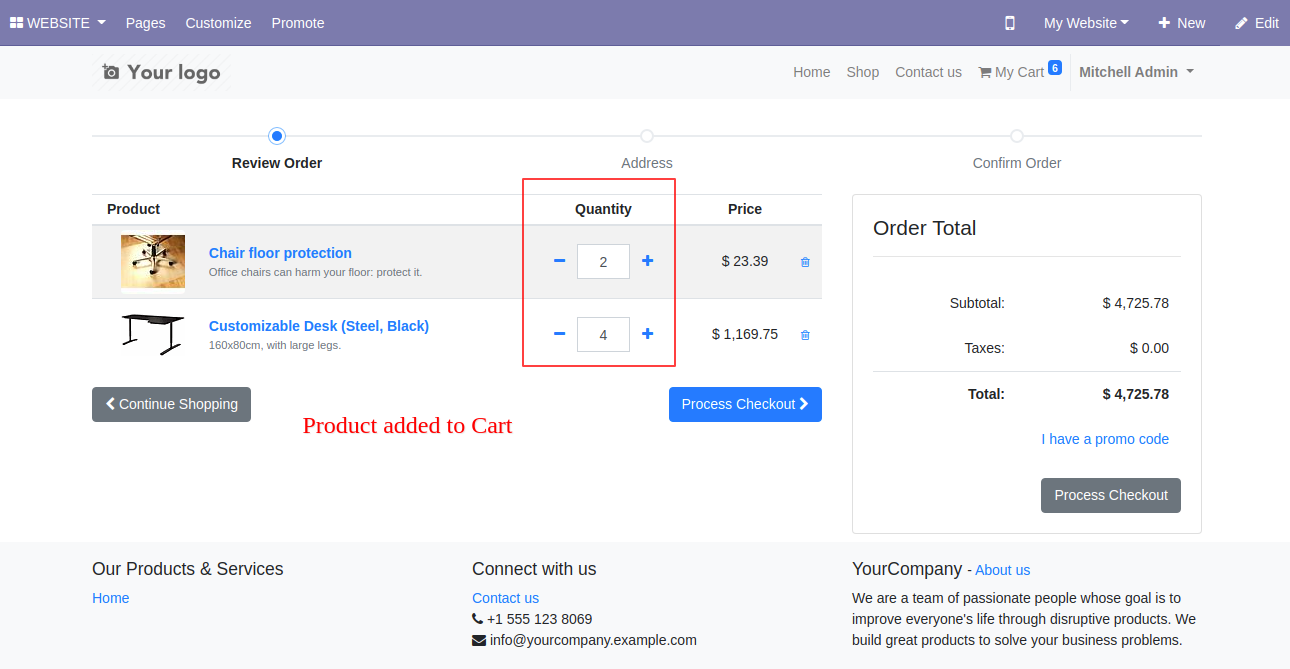 WEBSITE Pages Customize Promote My Website New Edit
Your logo Home Shop Contact us My Cart 6 Mitchell Admin
Review Order Address Confirm Order
Product Quantity Price
Chair floor protection
Office chairs can harm your floor: protect it.
2 $ 23.39
Customizable Desk (Steel, Black)
160x80cm, with large legs.
4 $ 1,169.75
Continue Shopping Process Checkout
Product added to Cart
Order Total
Subtotal: $ 4,725.78
Taxes: $ 0.00
Total: $ 4,725.78
I have a promo code
Process Checkout
Our Products & Services
Home
Connect with us
Contact us
+1 555 123 8069
info@yourcompany.example.com
YourCompany - About us
We are a team of passionate people whose goal is to
improve everyone's life through disruptive products. We
build great products to solve your business problems.